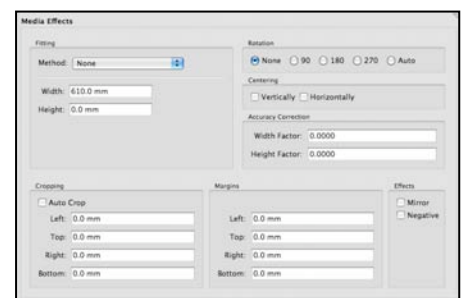 Media Effects
Fitting
Method: None
Width: 610.0 mm
Height: 0.0 mm
Rotation
None 90 180 270 Auto
Centering
Vertically Horizontally
Accuracy Correction
Width Factor: 0.0000
Height Factor: 0.0000
Cropping
Auto Crop
Left: 0.0 mm
Top: 0.0 mm
Right: 0.0 mm
Bottom: 0.0 mm
Margins
Left: 0.0 mm
Top: 0.0 mm
Right: 0.0 mm
Bottom: 0.0 mm
Effects
Mirror
Negative